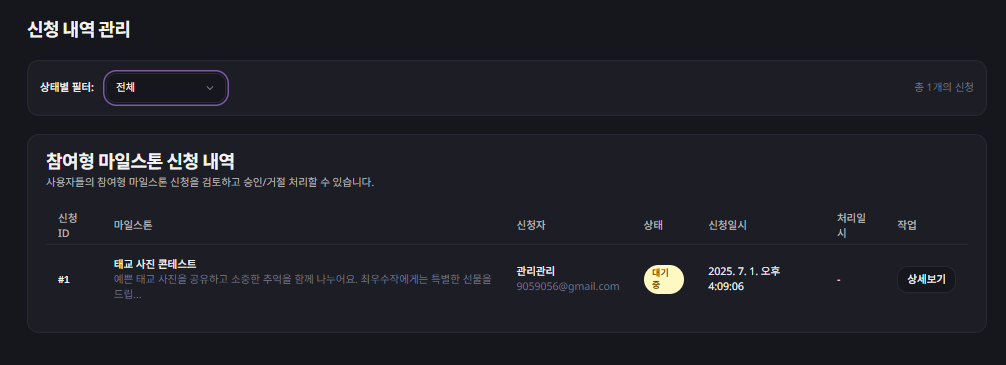 신청 내역 관리
상태별 필터: 전체 총 1개의 신청
참여형 마일스톤 신청 내역
사용자들의 참여형 마일스톤 신청을 검토하고 승인/거절 처리할 수 있습니다.
신청 ID 마일스톤 신청자 상태 신청일시 처리일시 작업
#1
태교 사진 콘테스트
예쁜 태교 사진을 공유하고 소중한 추억을 함께 나누어요. 최우수작에게는 특별한 선물을
드립...
관리관리
9059056@gmail.com
대기
중
2025. 7. 1. 오후
4:09:06
-
상세보기